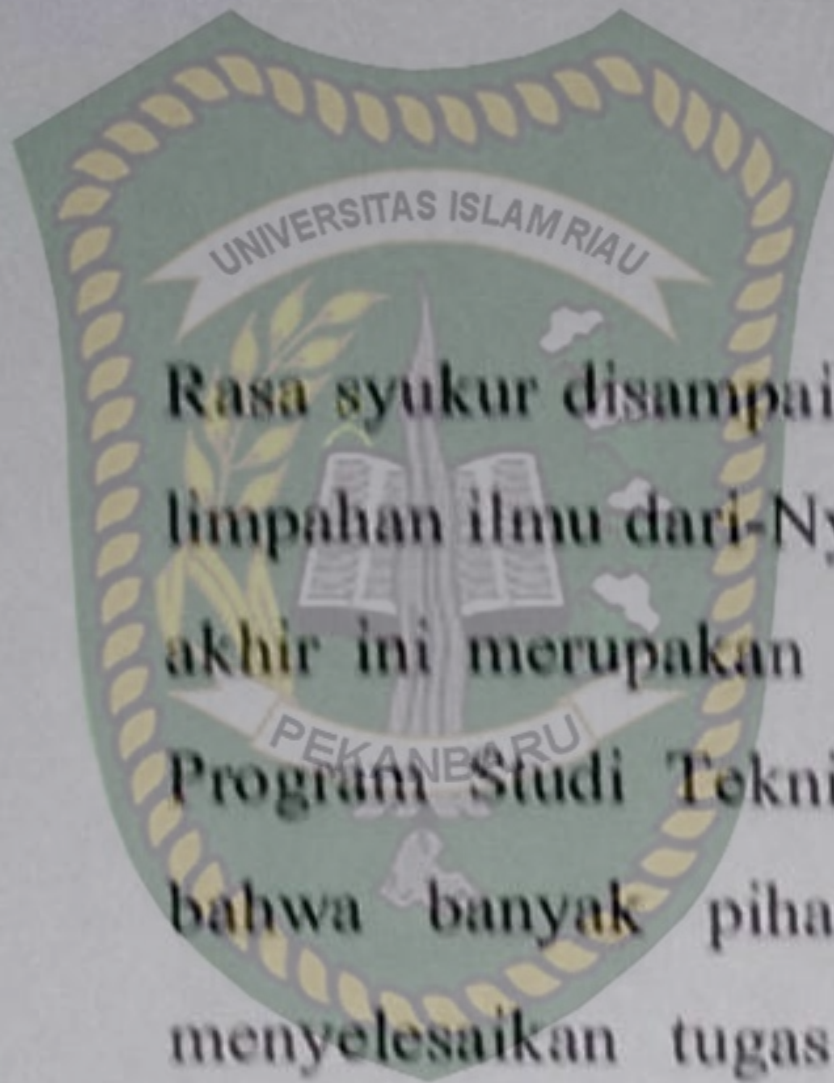 UNIVERSITAS ISLAM RIAU
Rasa syukur disampai
limpahan ilmu dari-Ny
akhir ini merupakan
Program Studi Tekni
PEKANBARU
bahwa banyak piha
menyelesaikan tugas